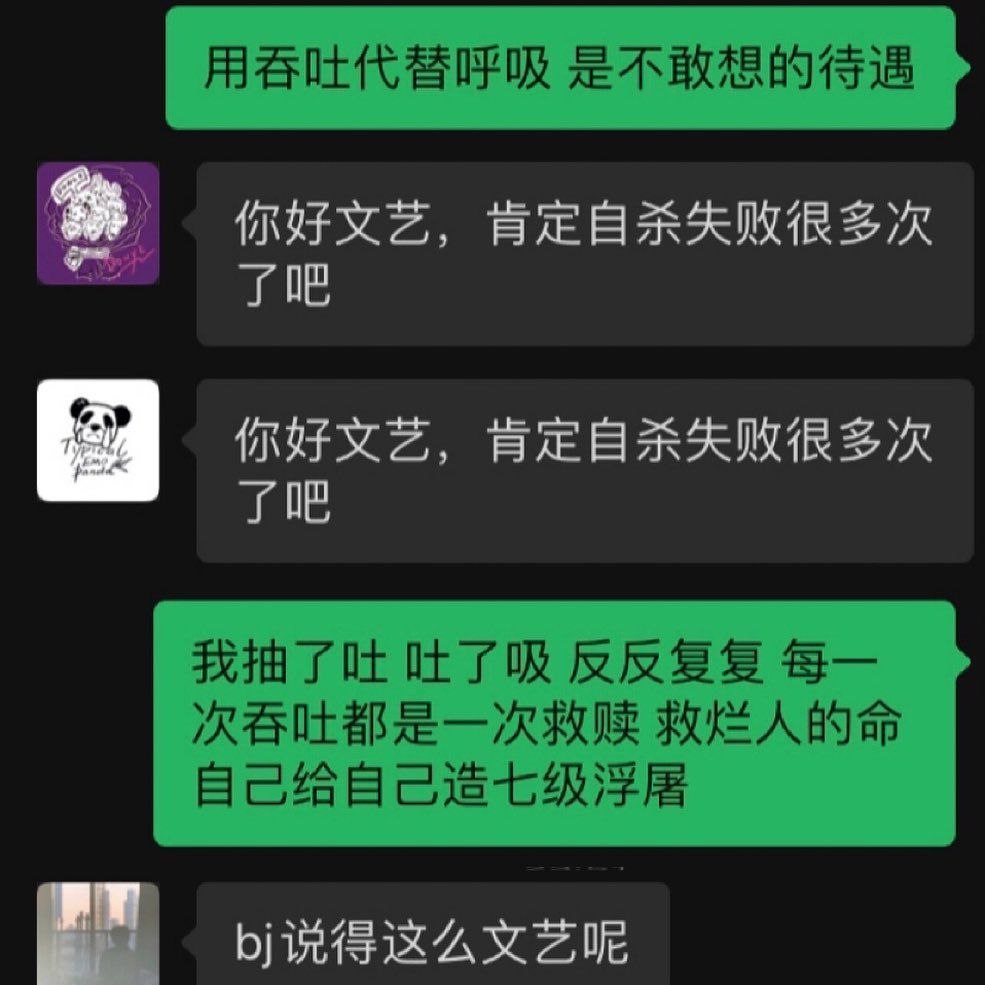 用吞吐代替呼吸 是不敢想的待遇
你好文艺，肯定自杀失败很多次
了吧
Typical
EMO
panda
你好文艺，肯定自杀失败很多次
了吧
我抽了吐 吐了吸 反反复复 每一
次吞吐都是一次救赎 救烂人的命
自己给自己造七级浮屠
bj说得这么文艺呢